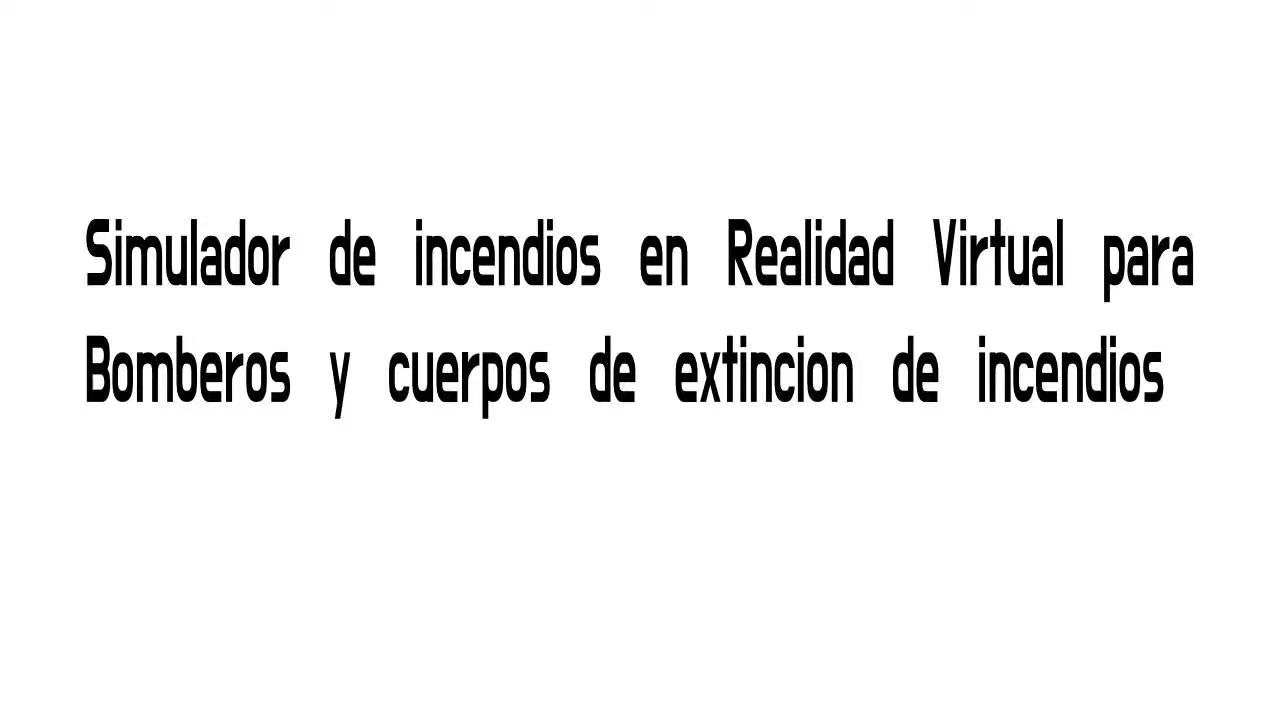 Simulador de incendios en Realidad Virtual para
Bomberos y cuerpos de extincion de incendios